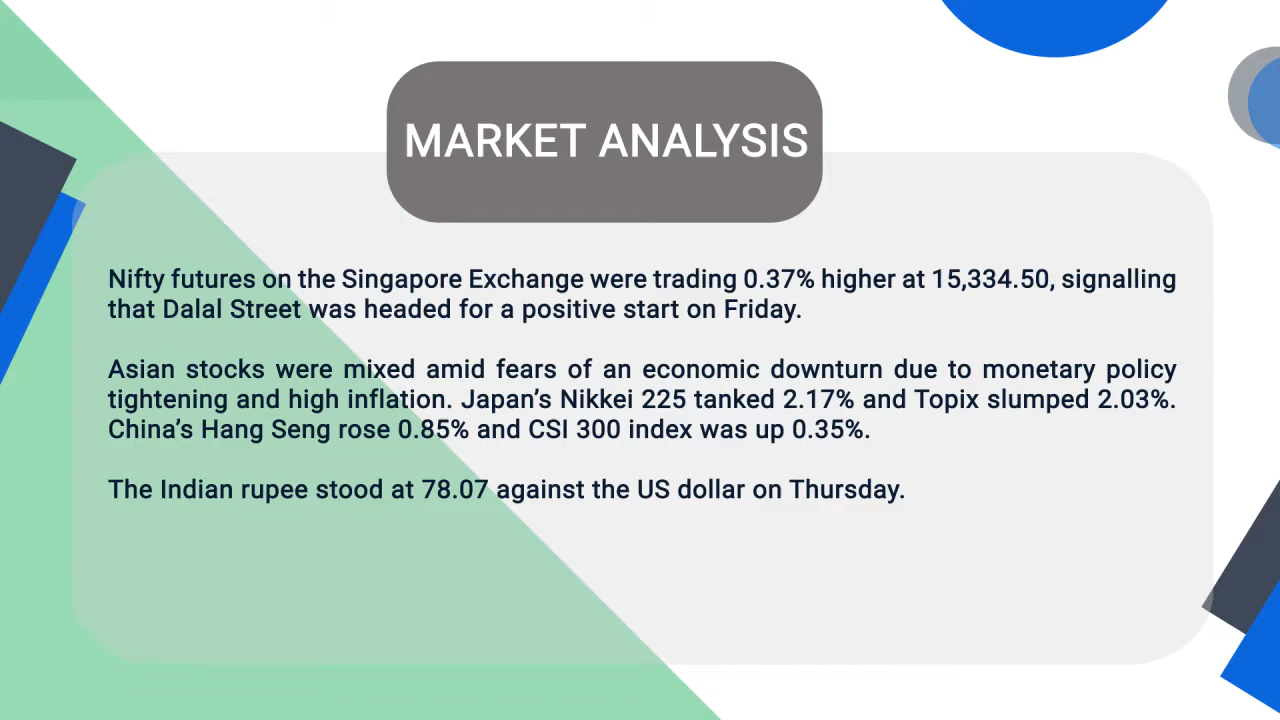 MARKET ANALYSIS
Nifty futures on the Singapore Exchange were trading 0.37% higher at 15,334.50, signalling
that Dalal Street was headed for a positive start on Friday.
Asian stocks were mixed amid fears of an economic downturn due to monetary policy
tightening and high inflation. Japan’s Nikkei 225 tanked 2.17% and Topix slumped 2.03%.
China’s Hang Seng rose 0.85% and CSI 300 index was up 0.35%.
The Indian rupee stood at 78.07 against the US dollar on Thursday.